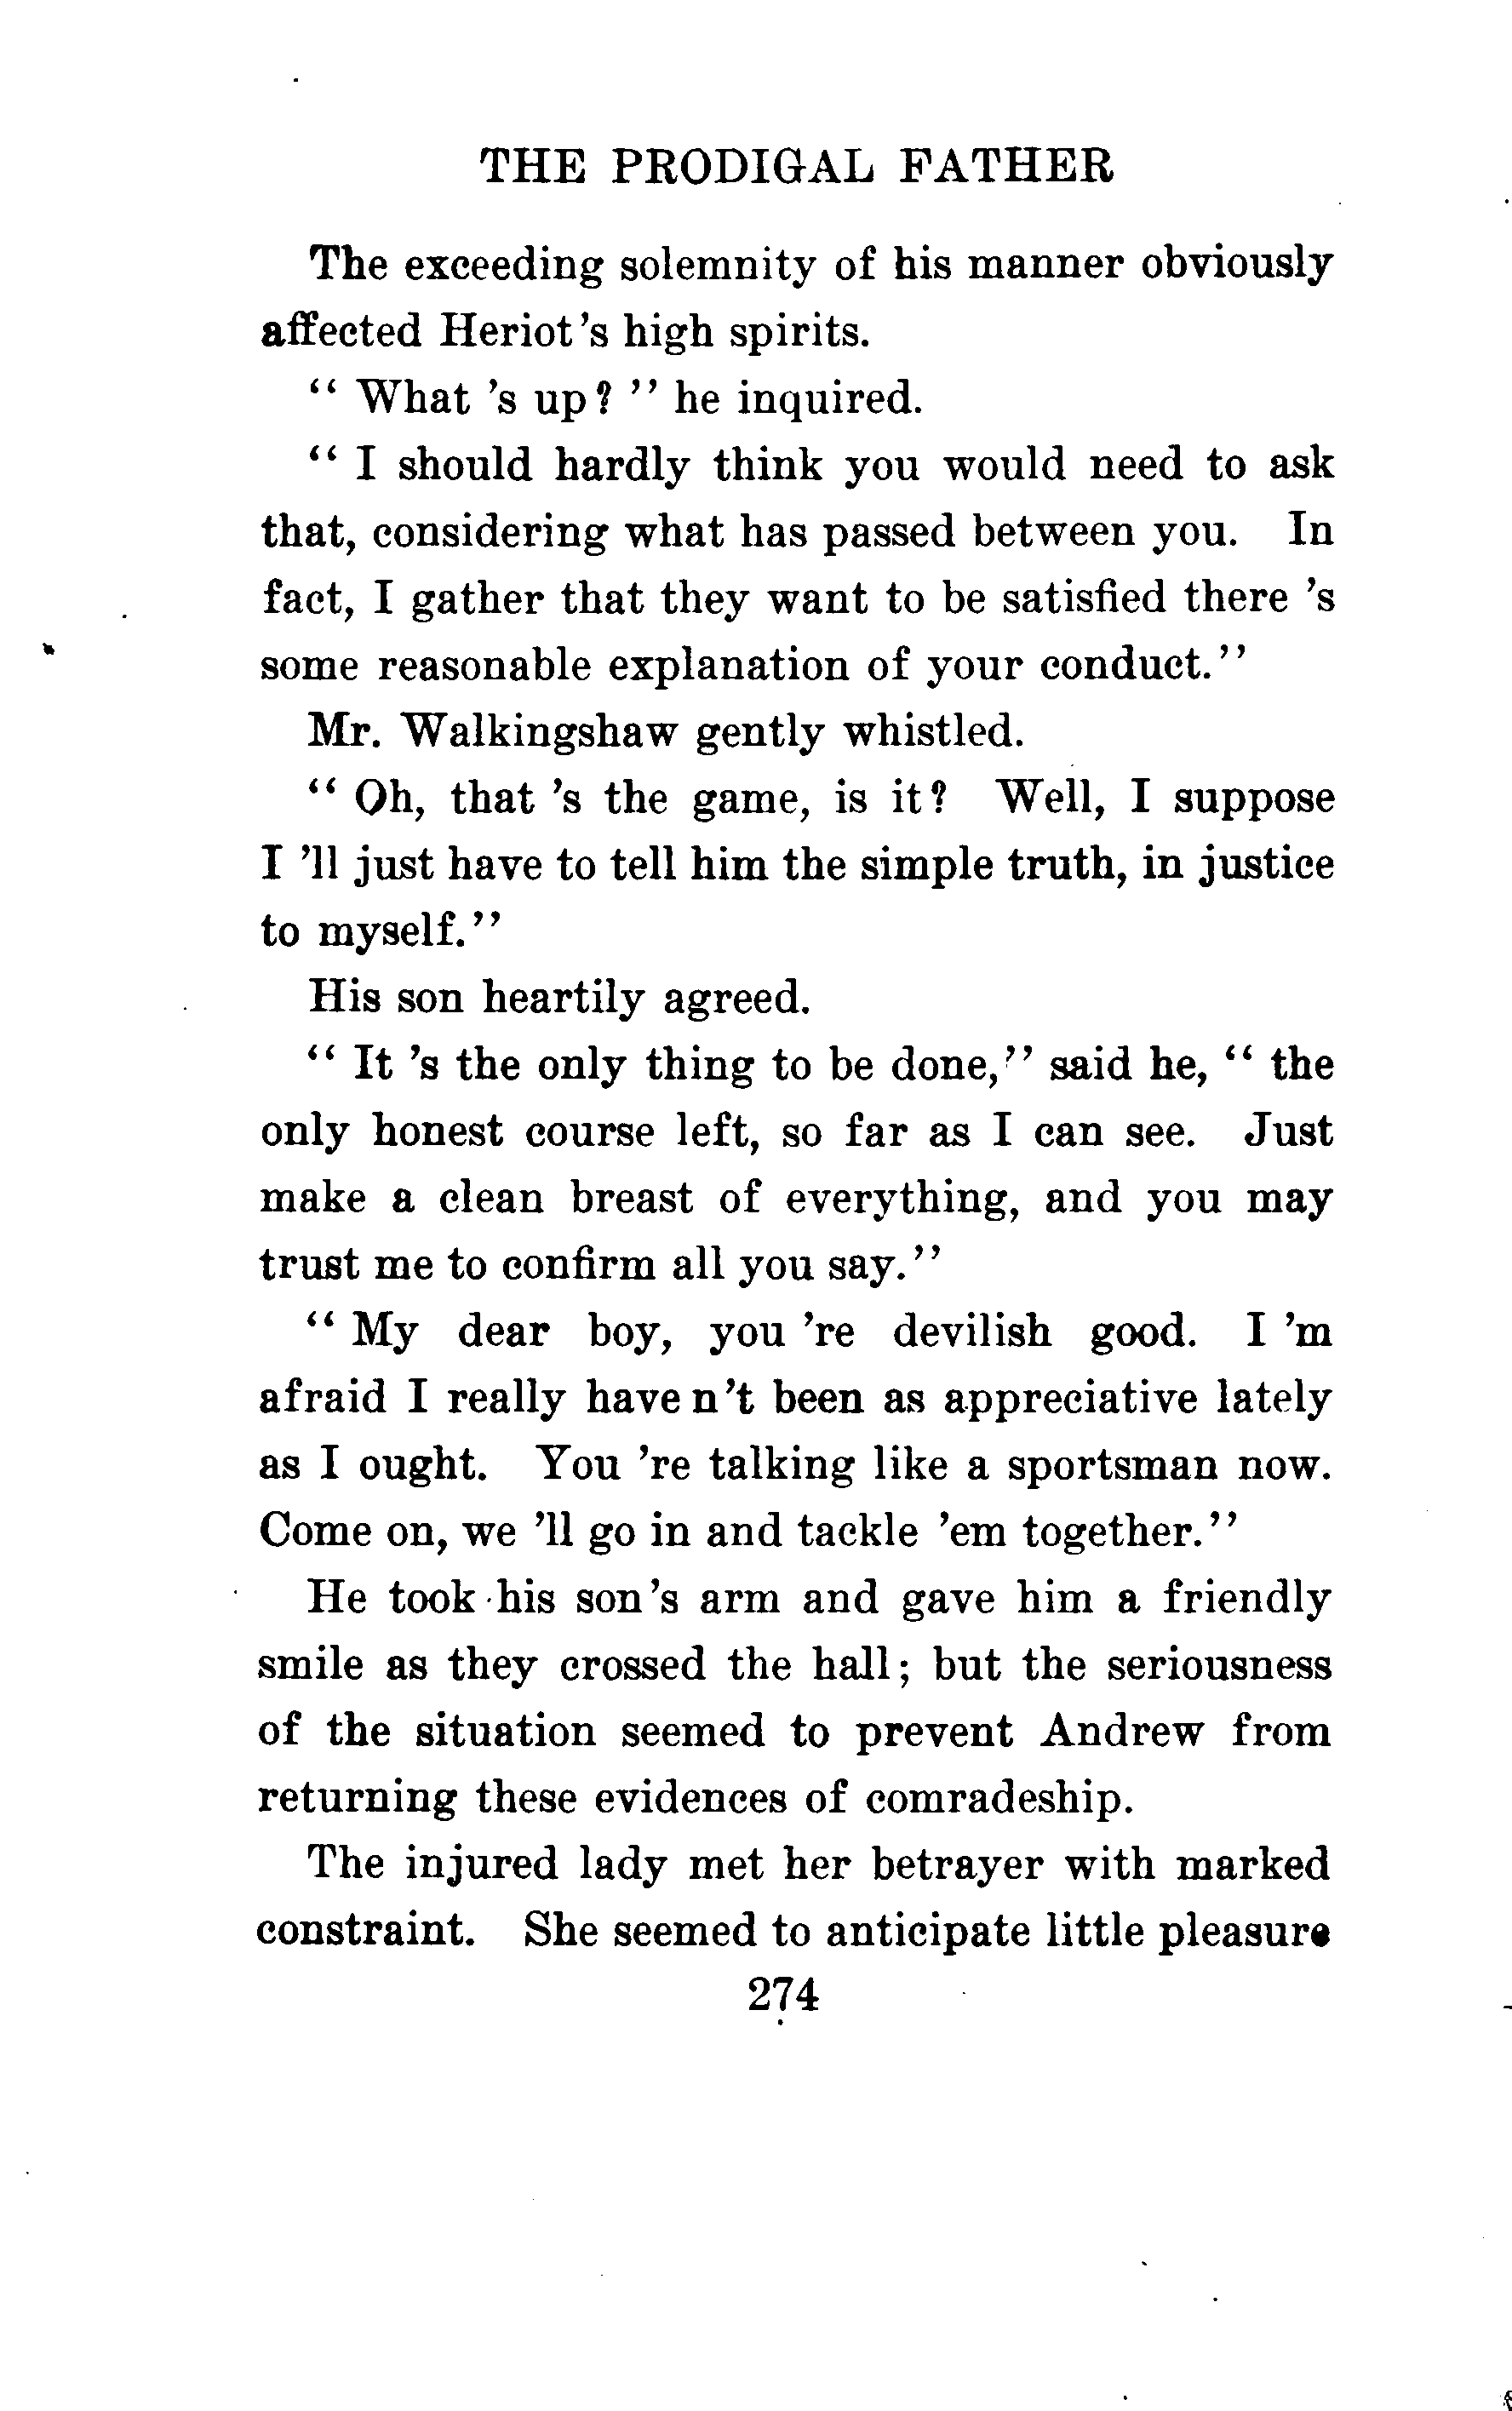 THE PRODIGAL FATHER
The exceeding solemnity of his manner obviously
affected Heriot's high spirits.
“ What 's up? ” he inquired.
“ I should hardly think you would need to ask
that, considering what has passed between you. In
fact, I gather that they want to be satisfied there 's
some reasonable explanation of your conduct.”
Mr. Walkingshaw gently whistled.
“ Oh, that 's the game, is it? Well, I suppose
I 'll just have to tell him the simple truth, in justice
to myself.”
His son heartily agreed.
“ It 's the only thing to be done,” said he, “ the
only honest course left, so far as I can see. Just
make a clean breast of everything, and you may
trust me to confirm all you say.”
“ My dear boy, you 're devilish good. I 'm
afraid I really have n't been as appreciative lately
as I ought. You 're talking like a sportsman now.
Come on, we 'll go in and tackle 'em together.”
He took his son's arm and gave him a friendly
smile as they crossed the hall; but the seriousness
of the situation seemed to prevent Andrew from
returning these evidences of comradeship.
The injured lady met her betrayer with marked
constraint. She seemed to anticipate little pleasure
274